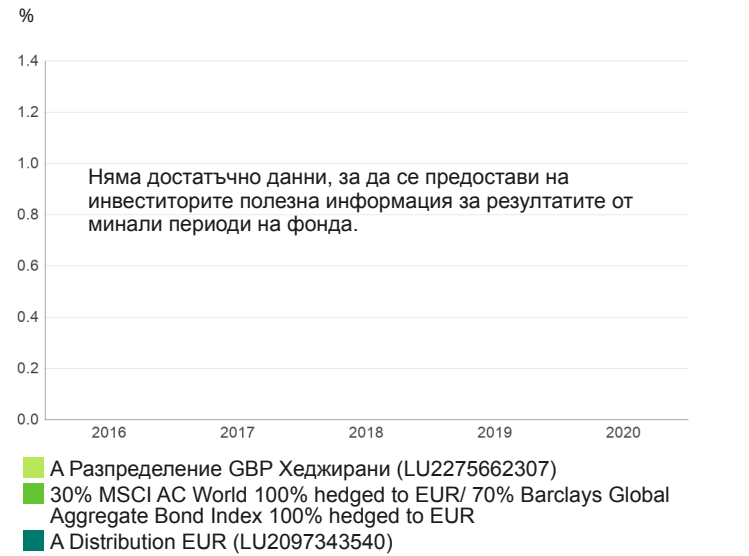 %
1.4
1.2
1.0
Няма достатъчно данни, за да се предостави на
инвеститорите полезна информация за резултатите от
минали периоди на фонда.
0.8
0.6
0.4
0.2
0.0
2016 2017 2018 2019 2020
А Разпределение GBP Хеджирани (LU2275662307)
30% MSCI AC World 100% hedged to EUR/ 70% Barclays Global
Aggregate Bond Index 100% hedged to EUR
A Distribution EUR (LU2097343540)